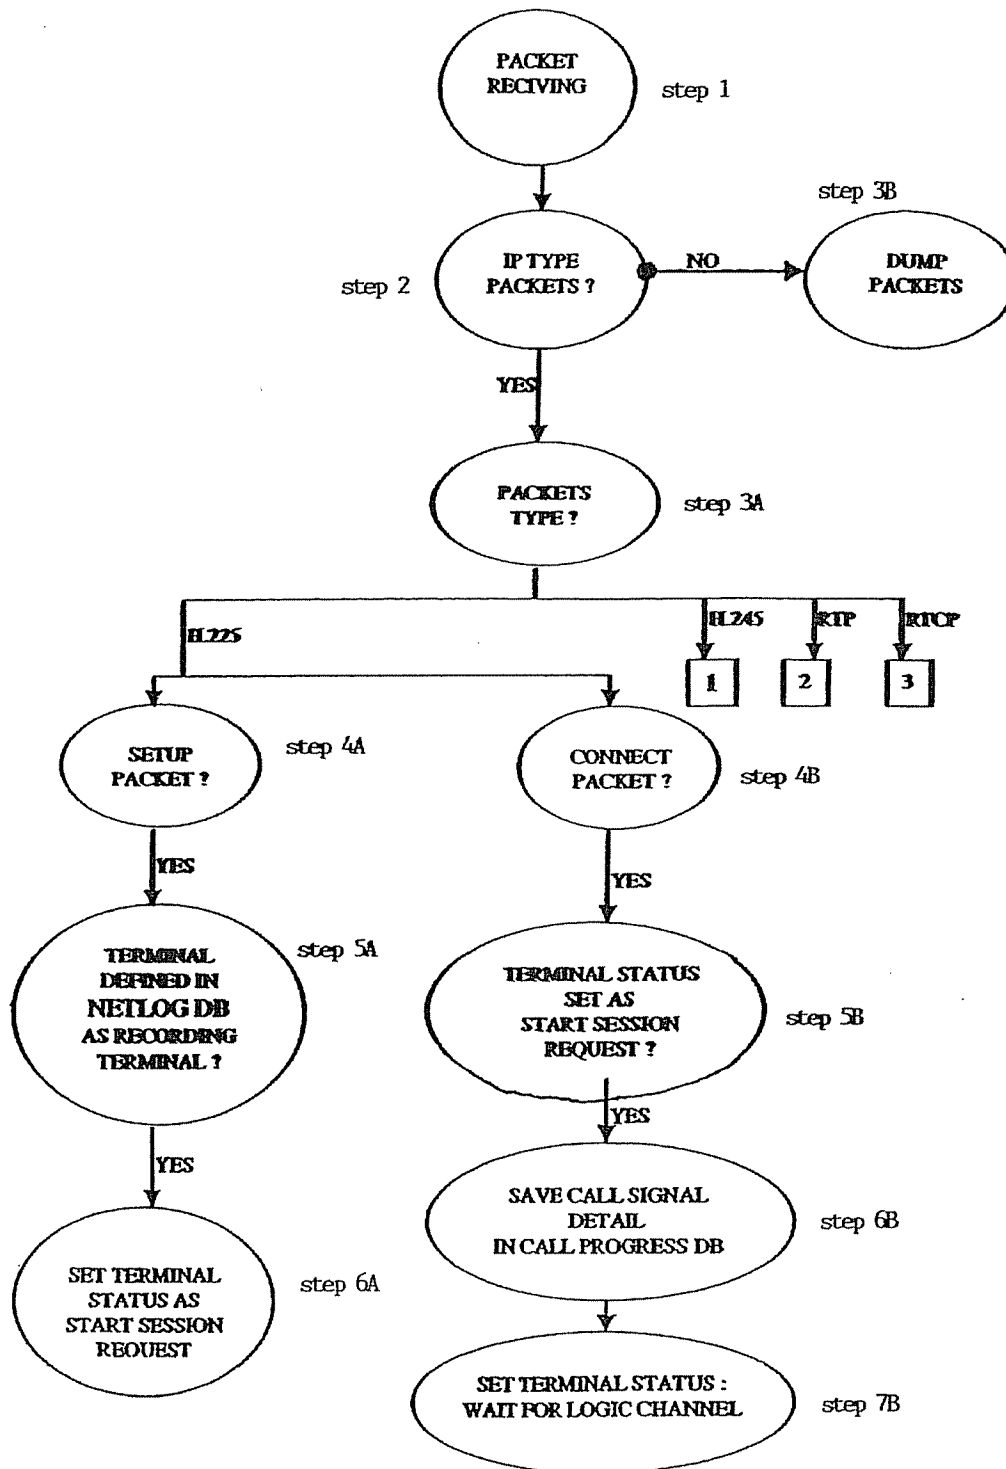 PACKET
RECIVING
step 1
step 3B
IP TYPE
PACKETS ?
step 2
NO
DUMP
PACKETS
YES
PACKETS
TYPE ?
step 3A
H.225
H.245
RTP
RTCP
1
2
3
SETUP
PACKET ?
step 4A
CONNECT
PACKET ?
step 4B
YES
YES
TERMINAL
DEFINED IN
NETLOG DB
AS RECORDING
TERMINAL ?
step 5A
TERMINAL STATUS
SET AS
START SESSION
REQUEST ?
step 5B
YES
YES
SAVE CALL SIGNAL
DETAIL
IN CALL PROGRESS DB
step 6B
SET TERMINAL
STATUS AS
START SESSION
REQUEST
step 6A
SET TERMINAL STATUS :
WAIT FOR LOGIC CHANNEL
step 7B